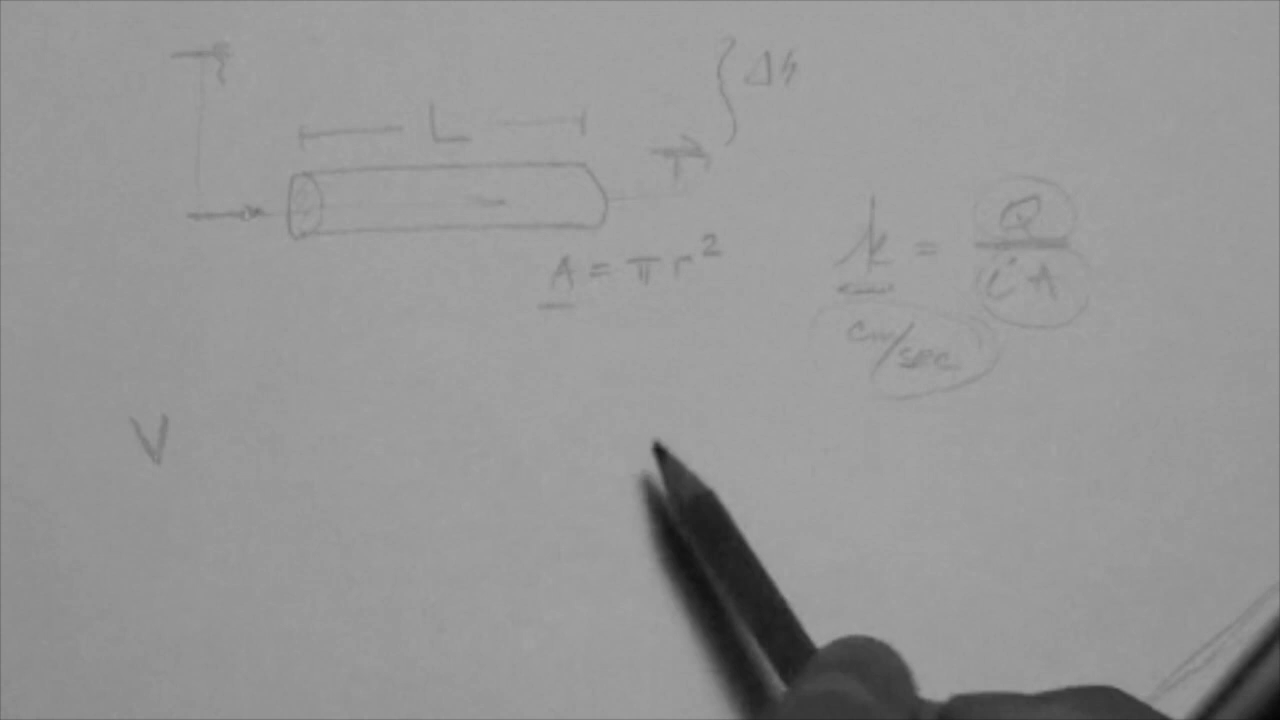 Δh
L
A = πr²
k = Q / iA
cm/sec
V